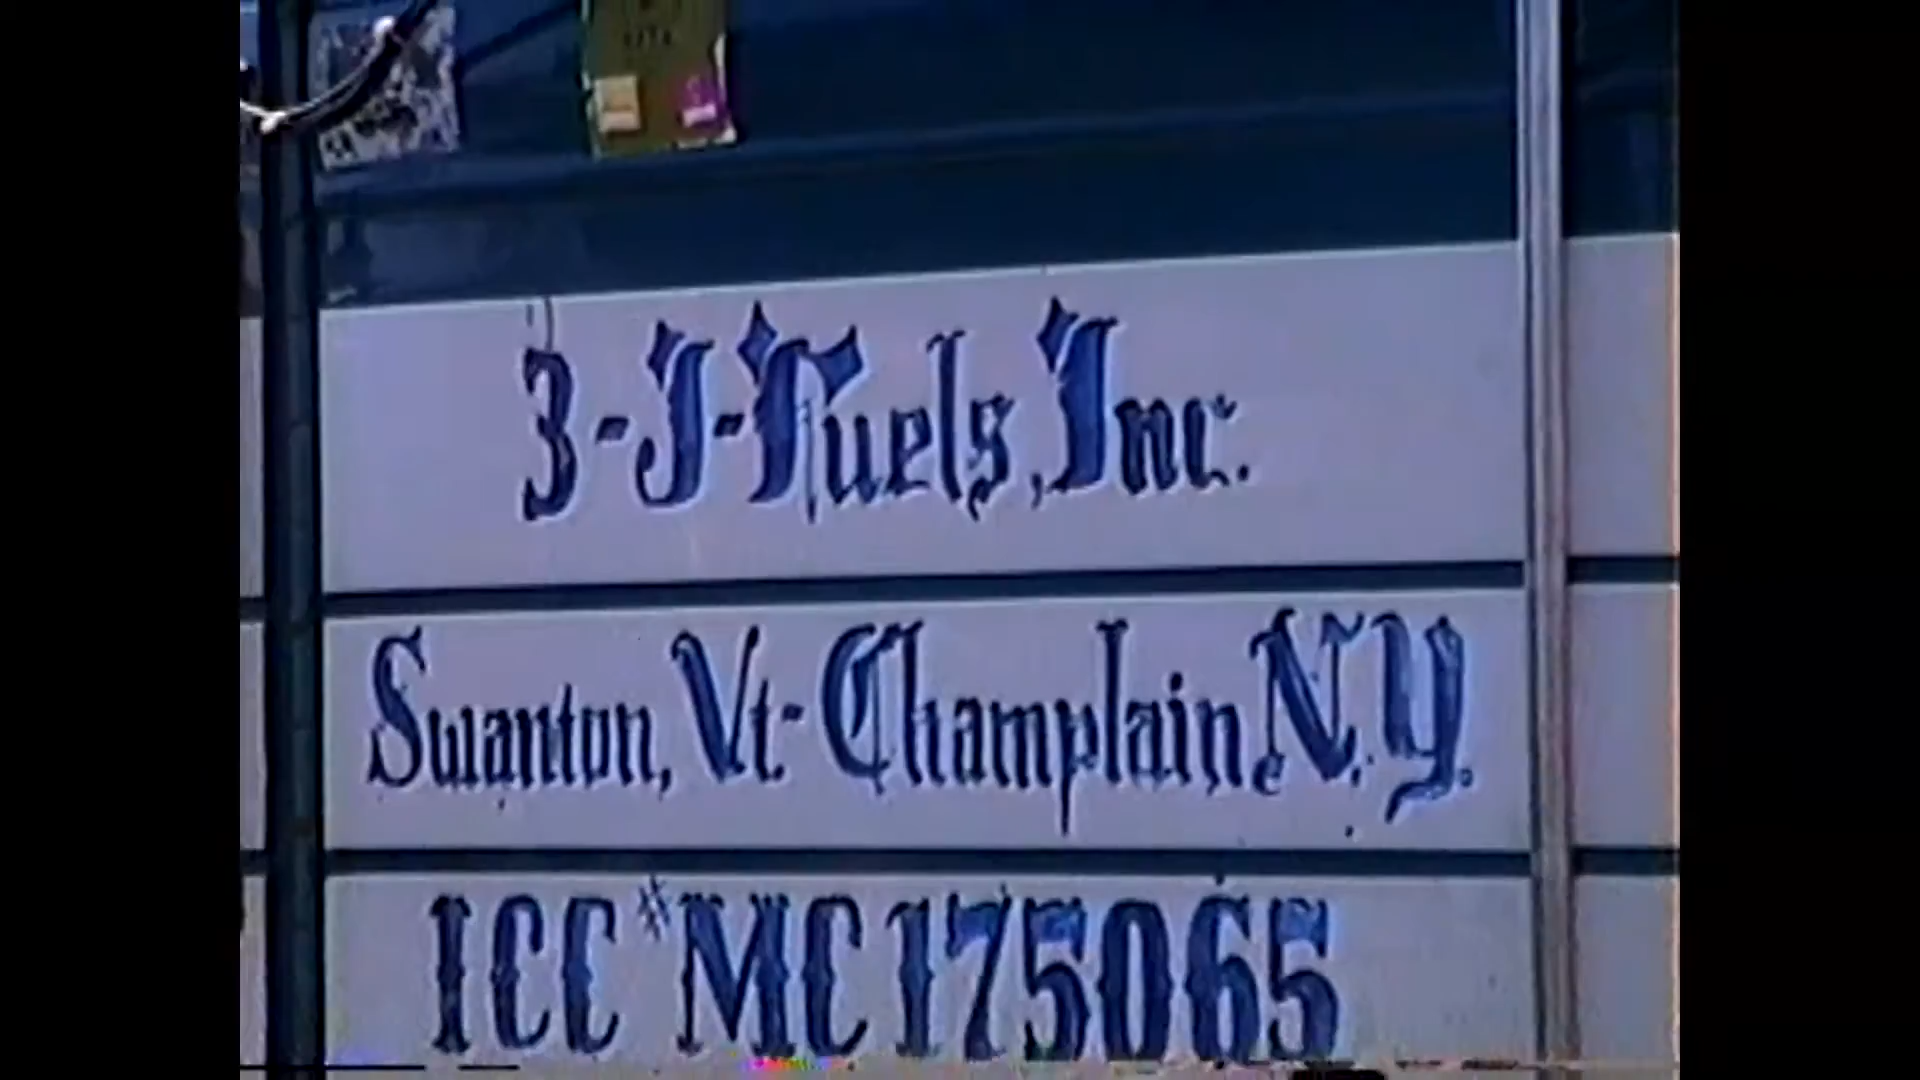 3-J-Fuels, Inc.
Swanton, Vt-Champlain, N.Y.
ICC #MC175065